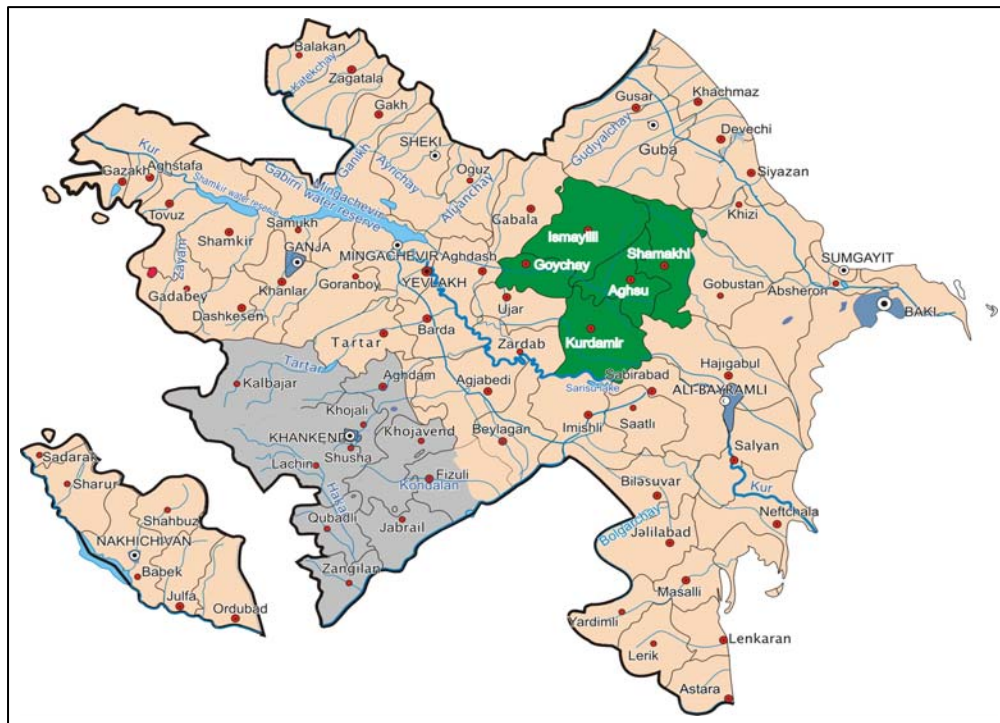 Balakan
Katekchay
Zagatala
Gakh
Gusar
Khachmaz
Gudiyalchay
Devechi
Guba
Kur
SHEKI
Ganikh
Ayrichay
Oguz
Alijanchay
Siyazan
Gazakh
Aghstafa
Shamkir water reserve
Mingachevir
Gabirri water reserve
Khizi
Tovuz
Samukh
Gabala
Shamkir
Ismayilli
Zayam
GANJA
MINGACHEVIR
Aghdash
Goychay
Shamakhi
SUMGAYIT
Gadabey
Khanlar
Goranboy
YEVLAKH
Aghsu
Gobustan
Absheron
Dashkesen
Ujar
BAKI
Barda
Tartar
Zardab
Kurdamir
Tartar
Kalbajar
Aghdam
Agjabedi
Sarisu lake
Sabirabad
Hajigabul
ALI-BAYRAMLI
Khojali
KHANKENDI
Khojavend
Shusha
Beylagan
Imishli
Saatli
Sadarak
Lachin
Fizuli
Kondalan
Salyan
Sharur
Bilasuvar
Kur
Shahbuz
Qubadli
Jabrail
Bolgarchay
Neftchala
NAKHICHIVAN
Jalilabad
Babek
Zangilan
Masalli
Julfa
Ordubad
Yardimli
Lerik
Lenkaran
Astara